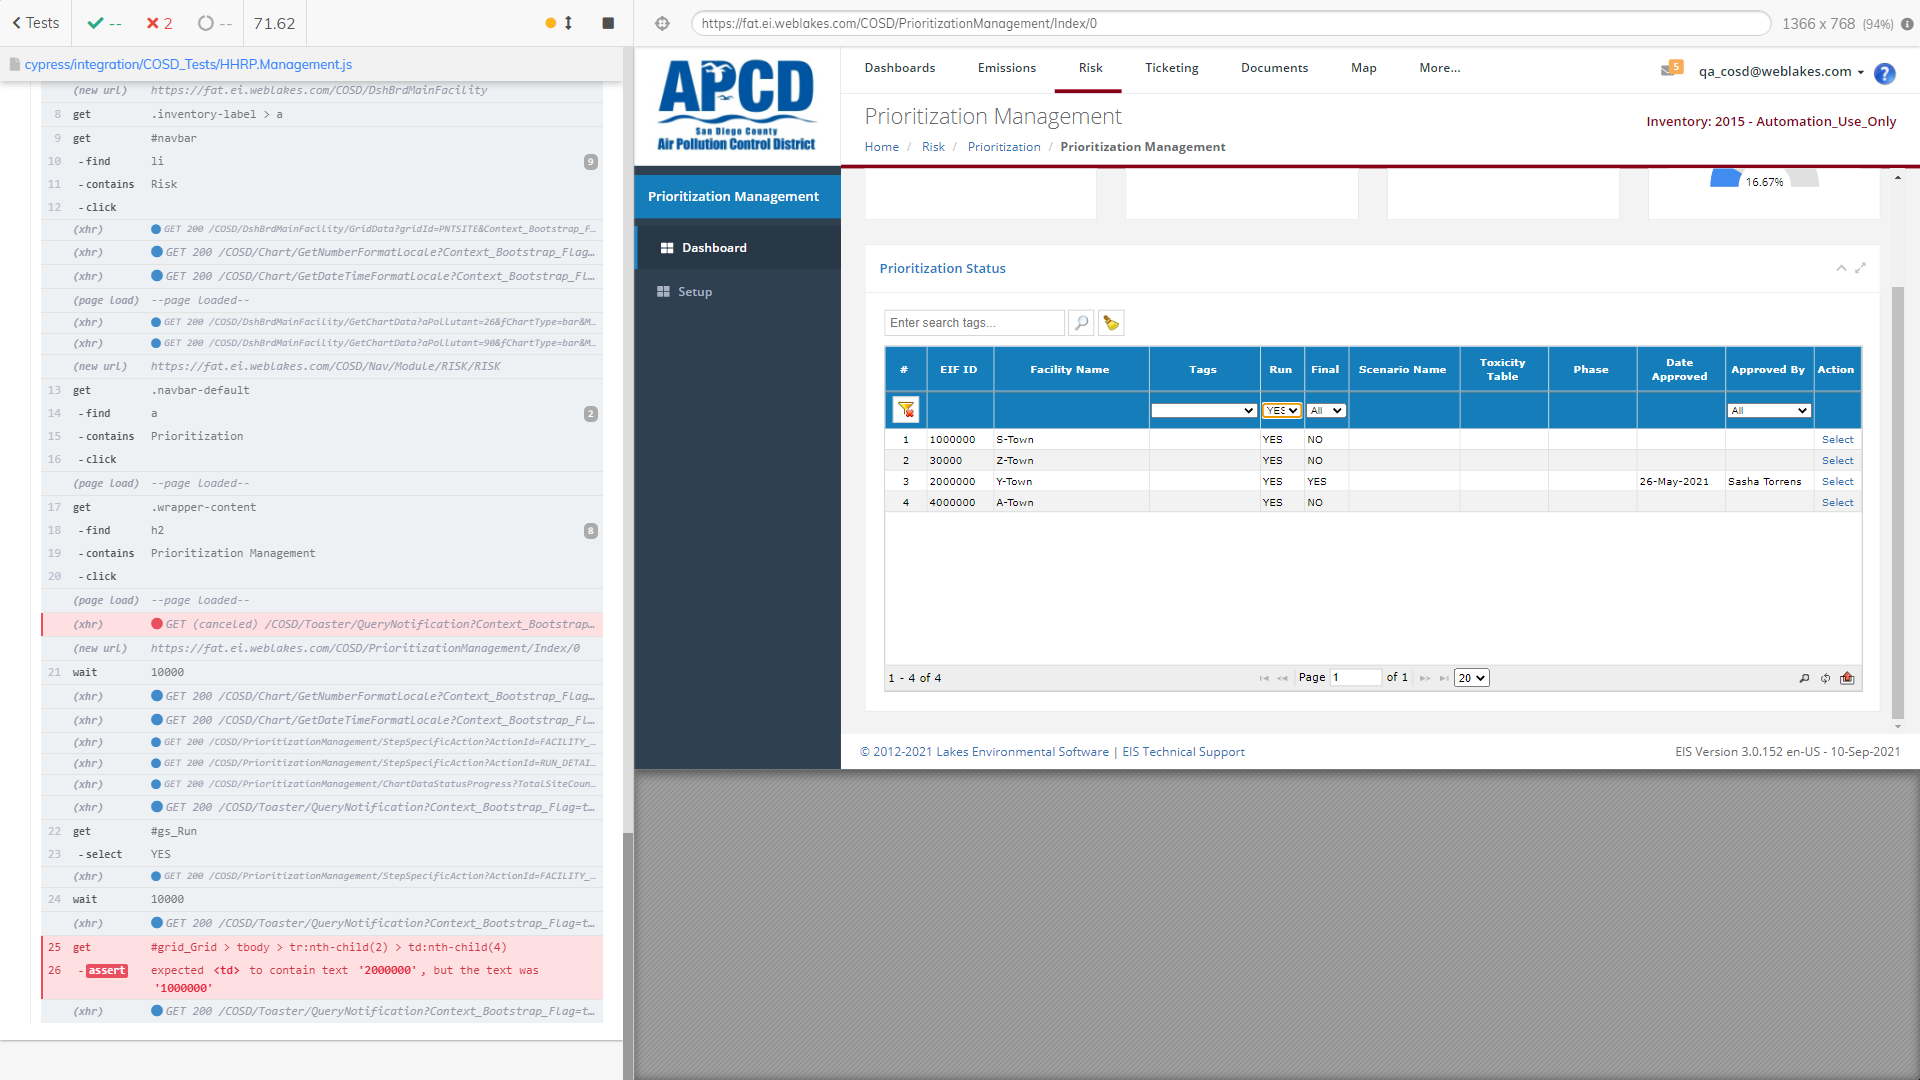 Tests
--
2
--
71.62
cypress/integration/COSD_Tests/HHRP.Management.js
(new url) https://fat.ei.weblakes.com/COSD/DshBrdMainFacility
8 get .inventory-label > a
9 get #navbar
10 -find li 9
11 -contains Risk
12 -click
(xhr) GET 200 /COSD/DshBrdMainFacility/GridData?gridId=PNTSITE&Context_Bootstrap_F...
(xhr) GET 200 /COSD/Chart/GetNumberFormatLocale?Context_Bootstrap_Flag...
(xhr) GET 200 /COSD/Chart/GetDateTimeFormatLocale?Context_Bootstrap_Fl...
(page load) --page loaded--
(xhr) GET 200 /COSD/DshBrdMainFacility/GetChartData?aPollutant=26&fChartType=bar&M...
(xhr) GET 200 /COSD/DshBrdMainFacility/GetChartData?aPollutant=90&fChartType=bar&M...
(new url) https://fat.ei.weblakes.com/COSD/Nav/Module/RISK/RISK
13 get .navbar-default
14 -find a 2
15 -contains Prioritization
16 -click
(page load) --page loaded--
17 get .wrapper-content
18 -find h2 8
19 -contains Prioritization Management
20 -click
(page load) --page loaded--
(xhr) GET (canceled) /COSD/Toaster/QueryNotification?Context_Bootstrap...
(new url) https://fat.ei.weblakes.com/COSD/PrioritizationManagement/Index/0
21 wait 10000
(xhr) GET 200 /COSD/Chart/GetNumberFormatLocale?Context_Bootstrap_Flag...
(xhr) GET 200 /COSD/Chart/GetDateTimeFormatLocale?Context_Bootstrap_Fl...
(xhr) GET 200 /COSD/PrioritizationManagement/StepSpecificAction?ActionId=FACILITY_...
(xhr) GET 200 /COSD/PrioritizationManagement/StepSpecificAction?ActionId=RUN_DETAI...
(xhr) GET 200 /COSD/PrioritizationManagement/ChartDataStatusProgress?TotalSiteCoun...
(xhr) GET 200 /COSD/Toaster/QueryNotification?Context_Bootstrap_Flag=t...
22 get #gs_Run
23 -select YES
(xhr) GET 200 /COSD/PrioritizationManagement/StepSpecificAction?ActionId=FACILITY_...
24 wait 10000
(xhr) GET 200 /COSD/Toaster/QueryNotification?Context_Bootstrap_Flag=t...
25 get #grid_Grid > tbody > tr:nth-child(2) > td:nth-child(4)
26 -assert expected <td> to contain text '2000000', but the text was
'1000000'
(xhr) GET 200 /COSD/Toaster/QueryNotification?Context_Bootstrap_Flag=t...
https://fat.ei.weblakes.com/COSD/PrioritizationManagement/Index/0
1366 x 768 (94%)
APCD
San Diego County
Air Pollution Control District
Dashboards Emissions Risk Ticketing Documents Map More...
5
qa_cosd@weblakes.com
?
Prioritization Management
Inventory: 2015 - Automation_Use_Only
Home / Risk / Prioritization / Prioritization Management
Prioritization Management
Dashboard
Setup
16.67%
Prioritization Status
Enter search tags...
# EIF ID Facility Name Tags Run Final Scenario Name Toxicity Table Phase Date Approved Approved By Action
YES All All
1 1000000 S-Town YES NO Select
2 30000 Z-Town YES NO Select
3 2000000 Y-Town YES YES 26-May-2021 Sasha Torrens Select
4 4000000 A-Town YES NO Select
1 - 4 of 4
Page 1 of 1
20
© 2012-2021 Lakes Environmental Software | EIS Technical Support
EIS Version 3.0.152 en-US - 10-Sep-2021